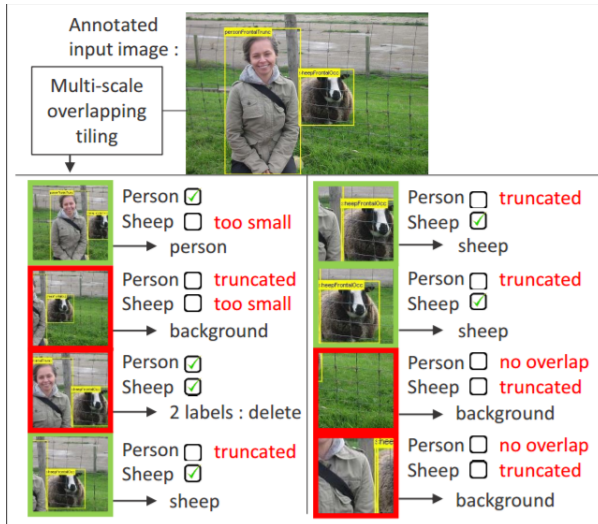 Annotated
input image :
personFrontalTrunc
sheepFrontalOcc
Multi-scale
overlapping
tiling
Person ✓
Sheep too small
person
Person truncated
Sheep too small
background
Person ✓
Sheep ✓
2 labels : delete
Person truncated
Sheep ✓
sheep
sheepFrontalOcc
Person truncated
Sheep ✓
sheep
sheepFrontalOcc
Person truncated
Sheep ✓
sheep
Person no overlap
Sheep truncated
background
Person no overlap
Sheep truncated
background